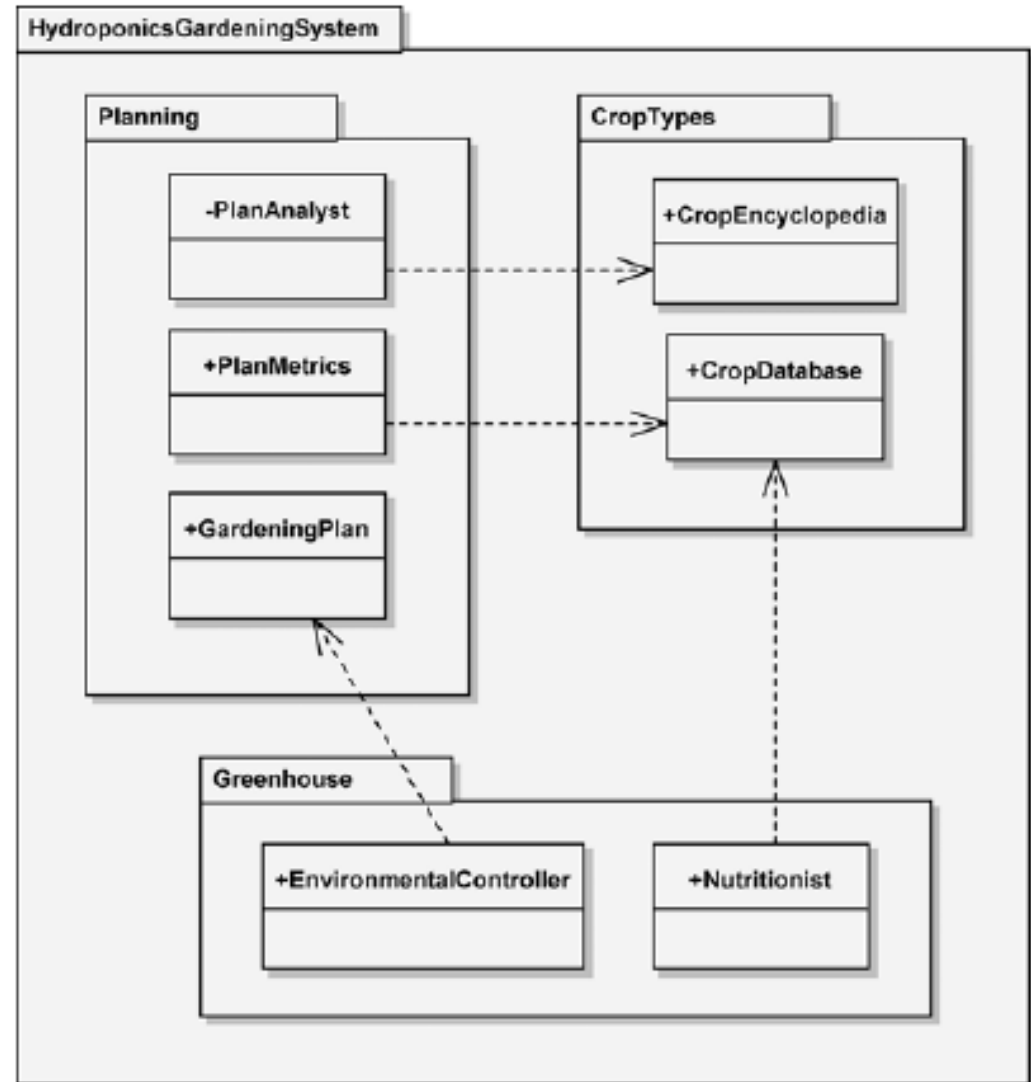 HydroponicsGardeningSystem
Planning
-PlanAnalyst
+PlanMetrics
+GardeningPlan
CropTypes
+CropEncyclopedia
+CropDatabase
Greenhouse
+EnvironmentalController
+Nutritionist